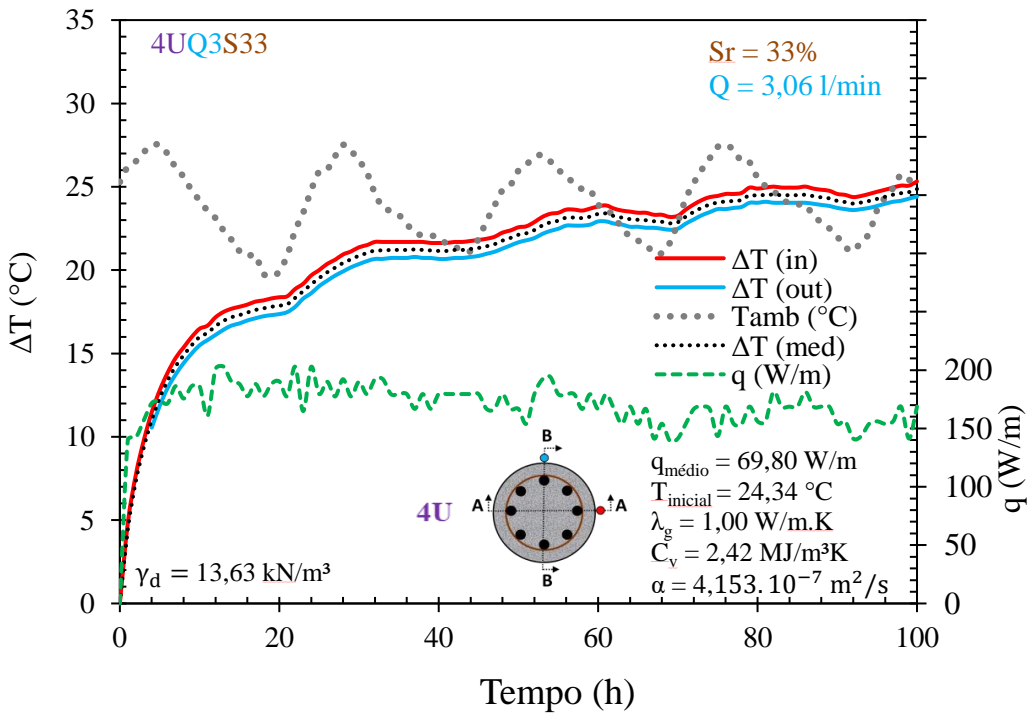 4UQ3S33
Sr = 33%
Q = 3,06 l/min
35
30
25
20
15
10
5
0
ΔT (°C)
ΔT (in)
ΔT (out)
Tamb (°C)
ΔT (med)
q (W/m)
200
150
100
50
0
q (W/m)
B
A
A
B
4U
q_médio = 69,80 W/m
T_inicial = 24,34 °C
λ_g = 1,00 W/m.K
C_v = 2,42 MJ/m³K
α = 4,153.10⁻⁷ m²/s
γ_d = 13,63 kN/m³
0
20
40
60
80
100
Tempo (h)